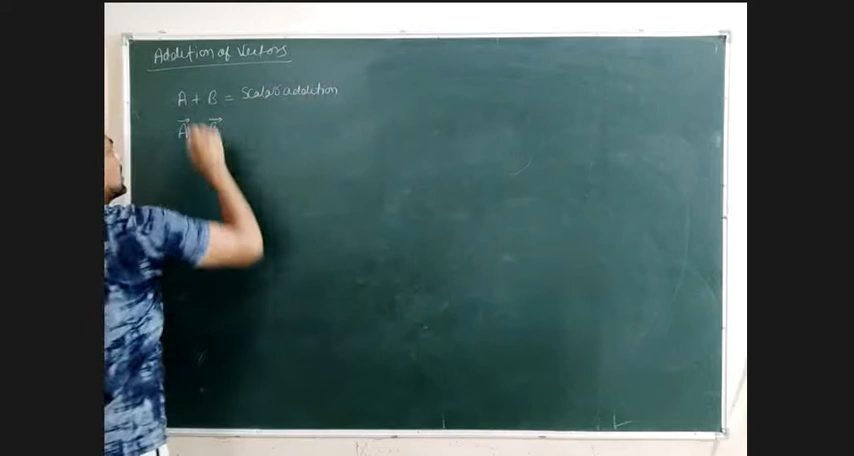 Addition of Vectors
A + B = Scalar addition
A⃗ B⃗